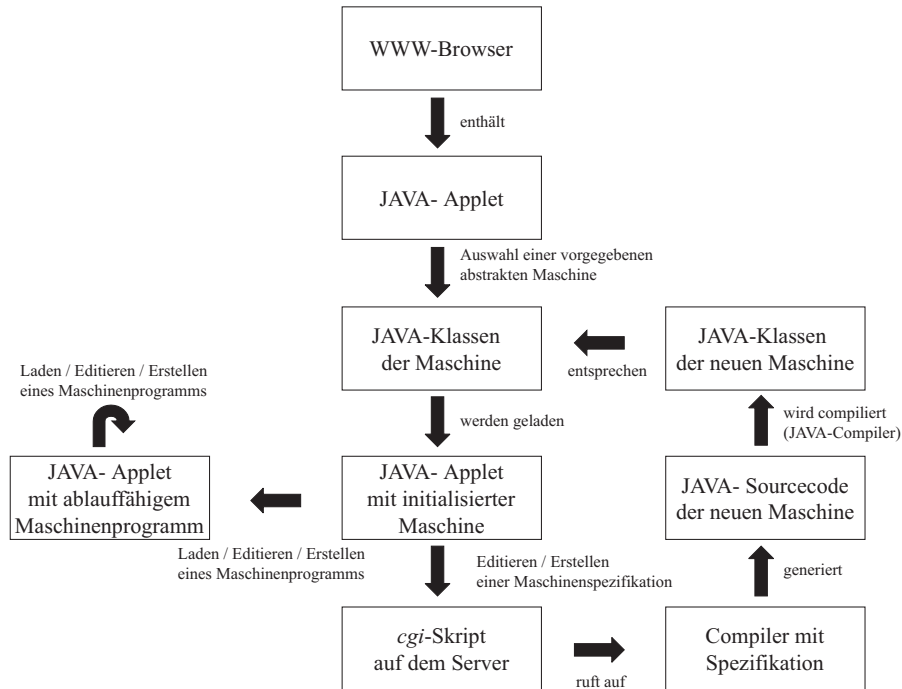 WWW-Browser
enthält
JAVA- Applet
Auswahl einer vorgegebenen
abstrakten Maschine
JAVA-Klassen
der Maschine
entsprechen
JAVA-Klassen
der neuen Maschine
Laden / Editieren / Erstellen
eines Maschinenprogramms
werden geladen
wird compiliert
(JAVA-Compiler)
JAVA- Applet
mit ablauffähigem
Maschinenprogramm
JAVA- Applet
mit initialisierter
Maschine
JAVA- Sourcecode
der neuen Maschine
Laden / Editieren / Erstellen
eines Maschinenprogramms
Editieren / Erstellen
einer Maschinenspezifikation
generiert
cgi-Skript
auf dem Server
ruft auf
Compiler mit
Spezifikation